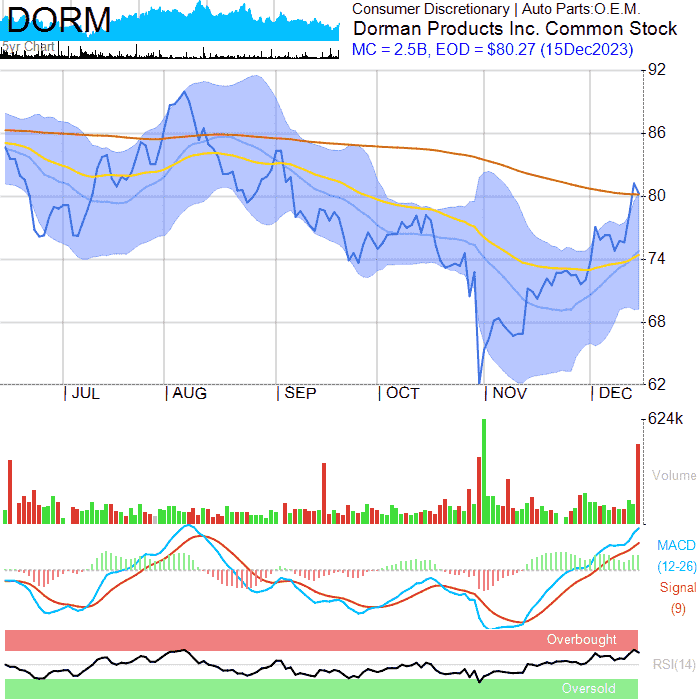 DORM
5yr Chart
Consumer Discretionary | Auto Parts:O.E.M.
Dorman Products Inc. Common Stock
MC = 2.5B, EOD = $80.27 (15Dec2023)
92
86
80
74
68
62
JUL AUG SEP OCT NOV DEC
624k
Volume
MACD
(12-26)
Signal
(9)
Overbought
RSI(14)
Oversold